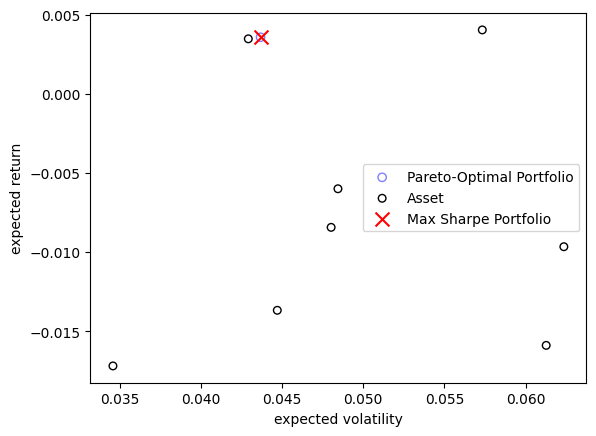 0.005
0.000
−0.005
−0.010
−0.015
expected return
Pareto-Optimal Portfolio
Asset
Max Sharpe Portfolio
0.035 0.040 0.045 0.050 0.055 0.060
expected volatility